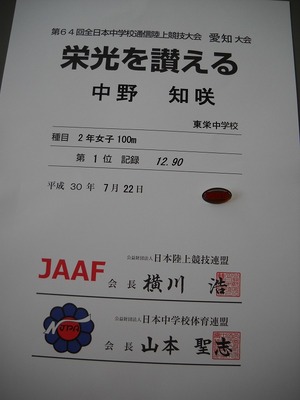 第64回全日本中学校通信陸上競技大会 愛知大会
栄光を讃える
中野 知咲
東栄中学校
種目 2年女子100m
第 1位 記録 12.90
平成 30年 7月 22日
JAAF
公益財団法人日本陸上競技連盟
会長 横川 浩
公益財団法人日本中学校体育連盟
会長 山本 聖志